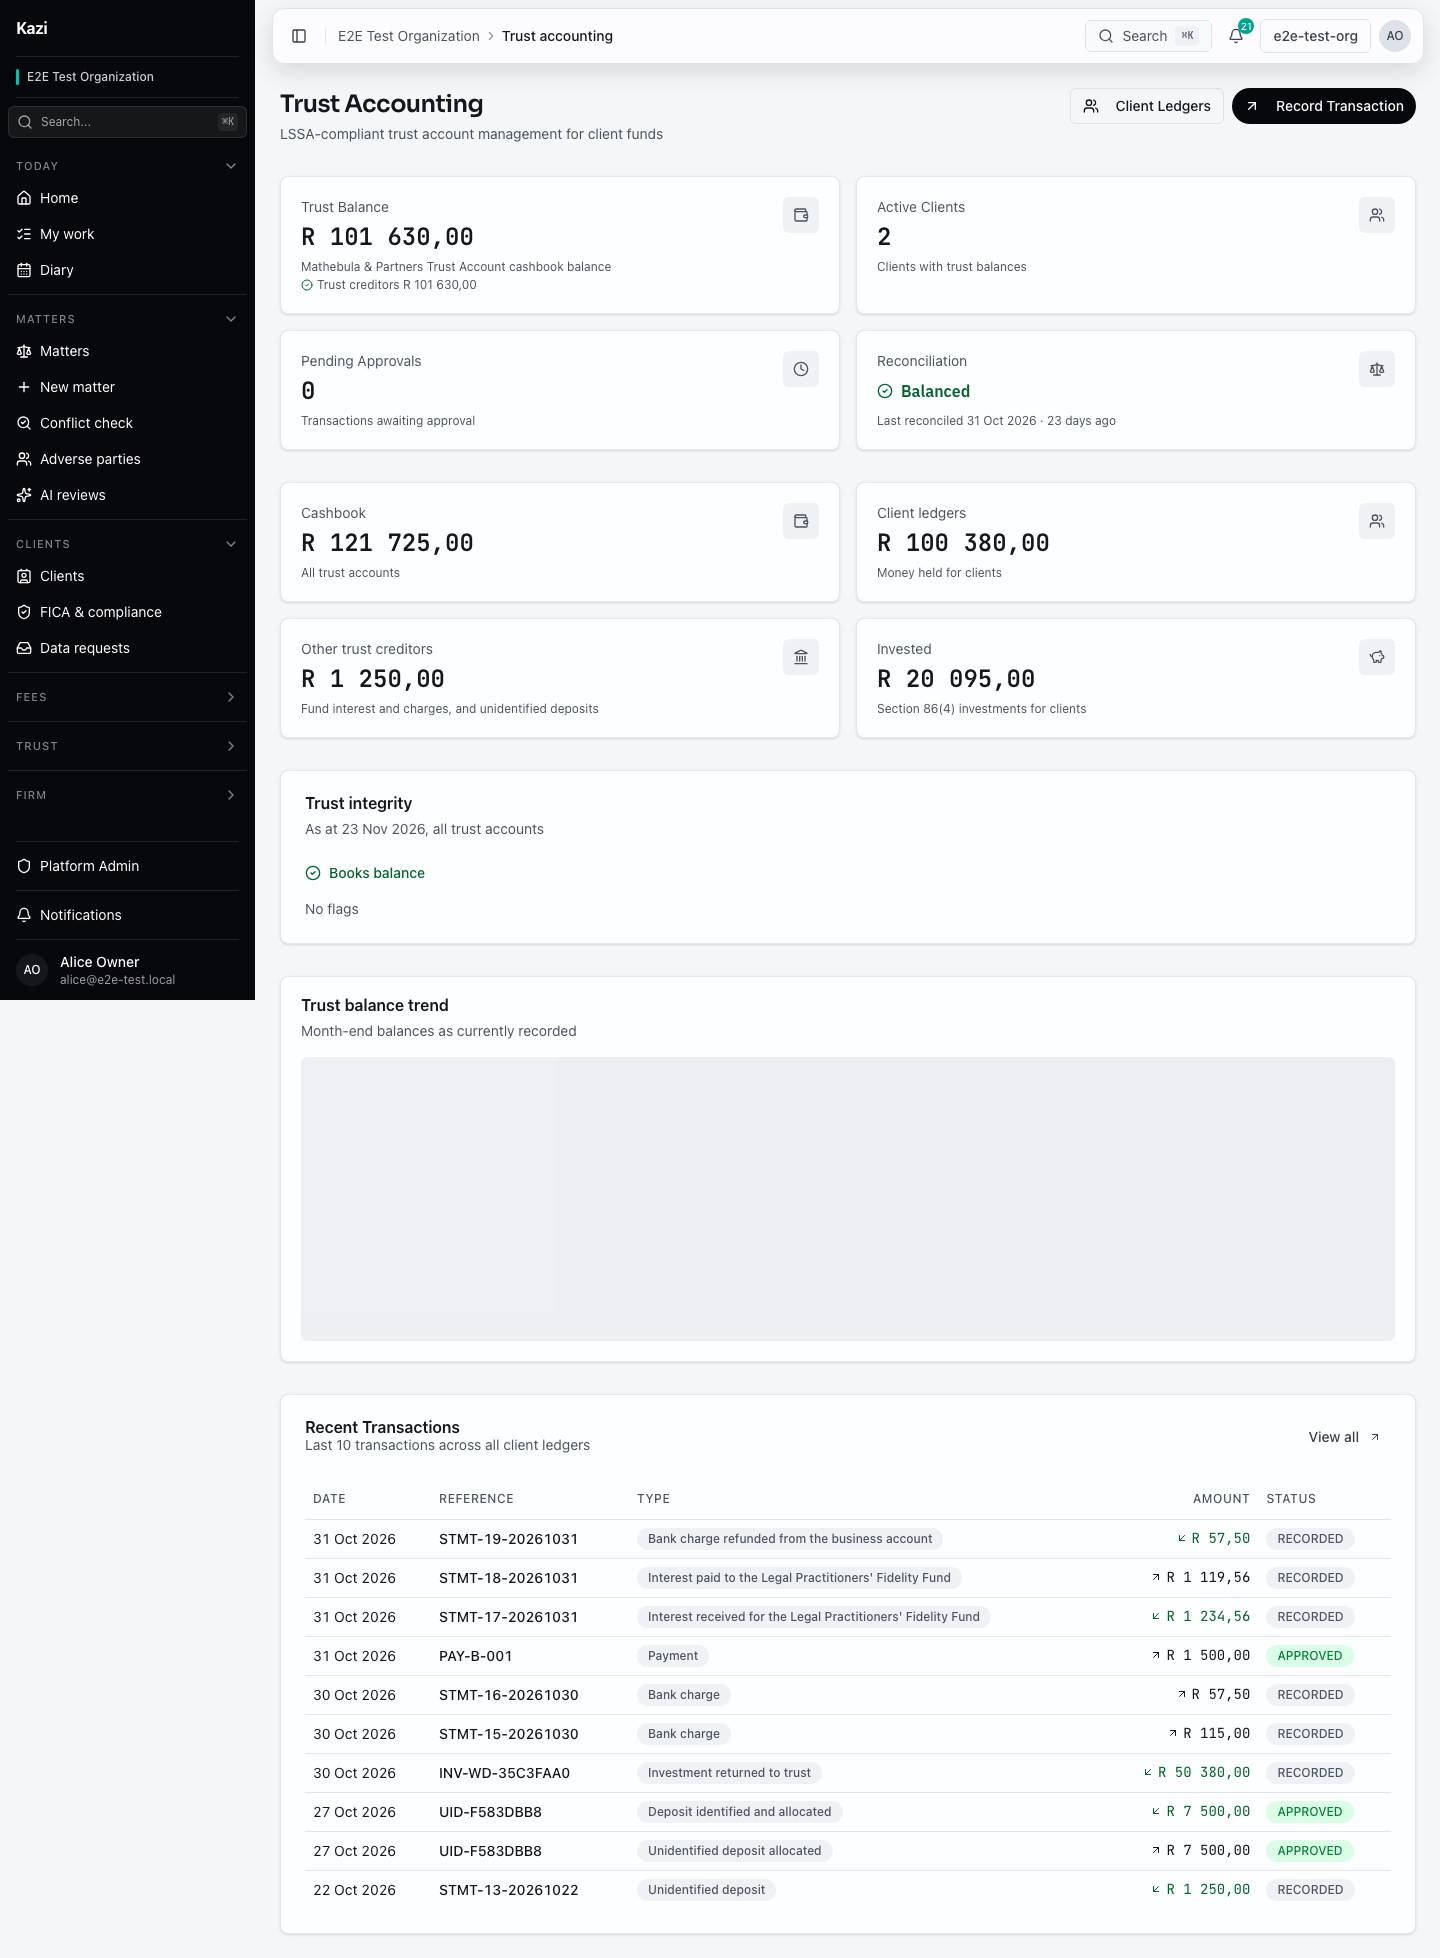 Kazi
E2E Test Organization
Search...
⌘K
TODAY
Home
My work
Diary
MATTERS
Matters
New matter
Conflict check
Adverse parties
AI reviews
CLIENTS
Clients
FICA & compliance
Data requests
FEES
TRUST
FIRM
Platform Admin
Notifications
AO
Alice Owner
alice@e2e-test.local
E2E Test Organization > Trust accounting
Search ⌘K
21
e2e-test-org
AO
Trust Accounting
LSSA-compliant trust account management for client funds
Client Ledgers
Record Transaction
Trust Balance
R 101 630,00
Mathebula & Partners Trust Account cashbook balance
Trust creditors R 101 630,00
Active Clients
2
Clients with trust balances
Pending Approvals
0
Transactions awaiting approval
Reconciliation
Balanced
Last reconciled 31 Oct 2026 · 23 days ago
Cashbook
R 121 725,00
All trust accounts
Client ledgers
R 100 380,00
Money held for clients
Other trust creditors
R 1 250,00
Fund interest and charges, and unidentified deposits
Invested
R 20 095,00
Section 86(4) investments for clients
Trust integrity
As at 23 Nov 2026, all trust accounts
Books balance
No flags
Trust balance trend
Month-end balances as currently recorded
Recent Transactions
Last 10 transactions across all client ledgers
View all
DATE REFERENCE TYPE AMOUNT STATUS
31 Oct 2026 STMT-19-20261031 Bank charge refunded from the business account R 57,50 RECORDED
31 Oct 2026 STMT-18-20261031 Interest paid to the Legal Practitioners' Fidelity Fund R 1 119,56 RECORDED
31 Oct 2026 STMT-17-20261031 Interest received for the Legal Practitioners' Fidelity Fund R 1 234,56 RECORDED
31 Oct 2026 PAY-B-001 Payment R 1 500,00 APPROVED
30 Oct 2026 STMT-16-20261030 Bank charge R 57,50 RECORDED
30 Oct 2026 STMT-15-20261030 Bank charge R 115,00 RECORDED
30 Oct 2026 INV-WD-35C3FAA0 Investment returned to trust R 50 380,00 RECORDED
27 Oct 2026 UID-F583DBB8 Deposit identified and allocated R 7 500,00 APPROVED
27 Oct 2026 UID-F583DBB8 Unidentified deposit allocated R 7 500,00 APPROVED
22 Oct 2026 STMT-13-20261022 Unidentified deposit R 1 250,00 RECORDED